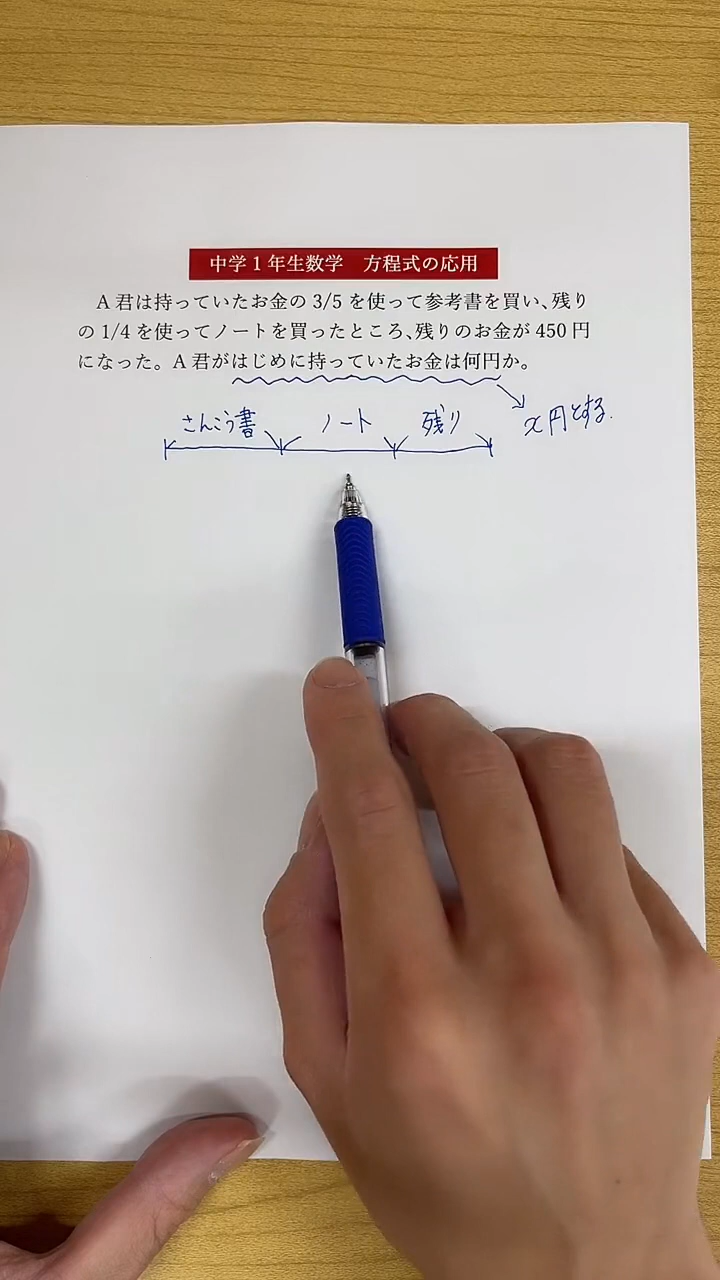 中学1年生数学　方程式の応用
A君は持っていたお金の3/5を使って参考書を買い、残り
の1/4を使ってノートを買ったところ、残りのお金が450円
になった。A君がはじめに持っていたお金は何円か。
さんこう書 ノート 残り x円とする.